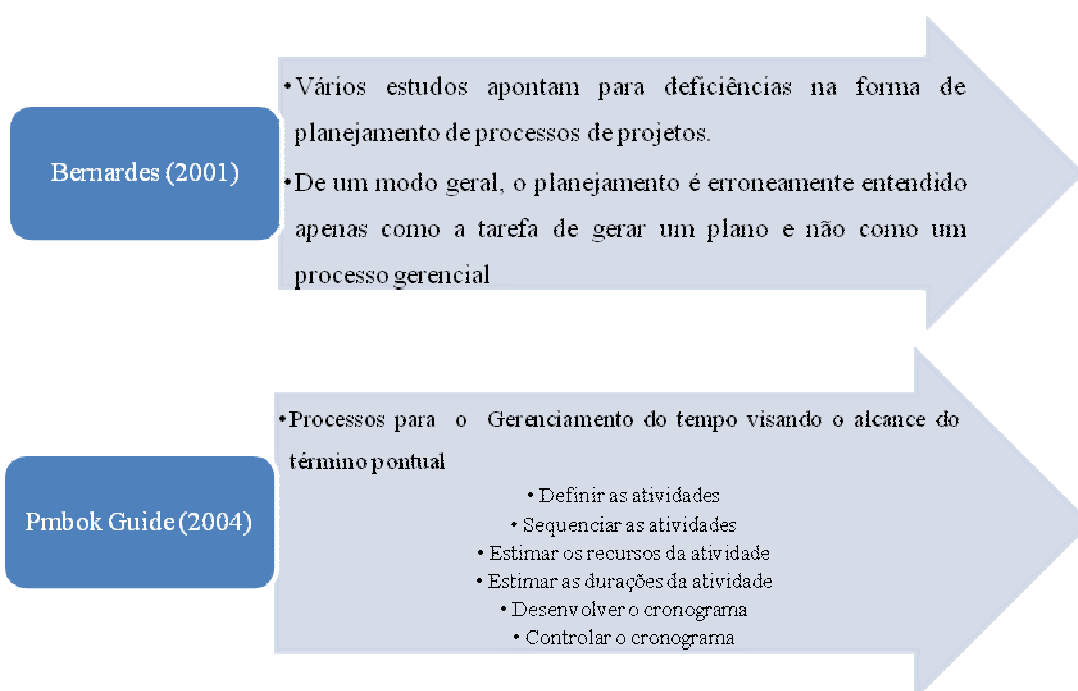 Bernardes (2001)
•Vários estudos apontam para deficiências na forma de
planejamento de processos de projetos.
•De um modo geral, o planejamento é erroneamente entendido
apenas como a tarefa de gerar um plano e não como um
processo gerencial
Pmbok Guide (2004)
•Processos para o Gerenciamento do tempo visando o alcance do
término pontual
• Definir as atividades
• Sequenciar as atividades
• Estimar os recursos da atividade
• Estimar as durações da atividade
• Desenvolver o cronograma
• Controlar o cronograma